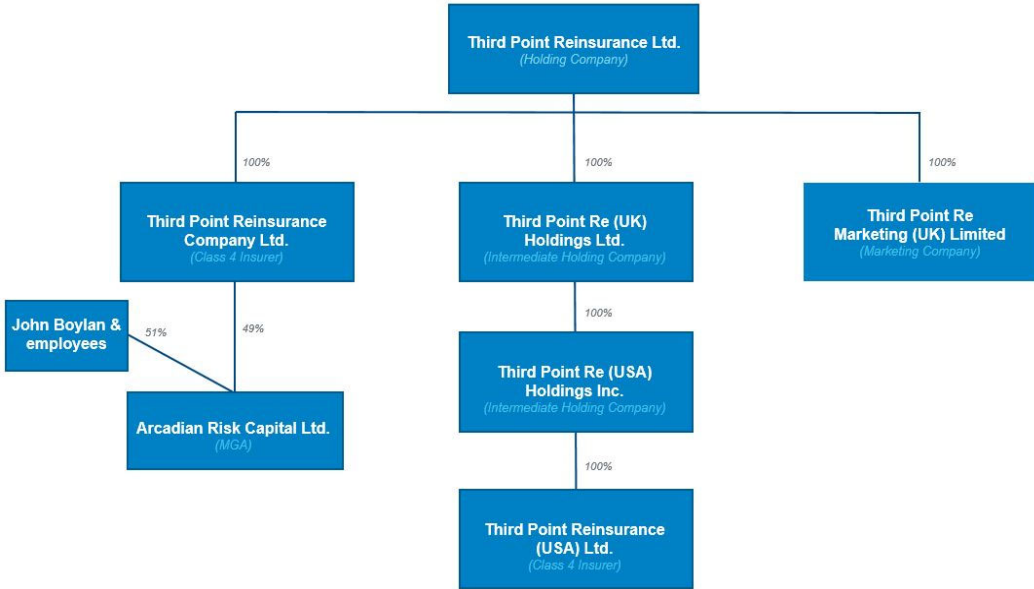 Third Point Reinsurance Ltd.
(Holding Company)
100%
100%
100%
Third Point Reinsurance
Company Ltd.
(Class 4 Insurer)
Third Point Re (UK)
Holdings Ltd.
(Intermediate Holding Company)
Third Point Re
Marketing (UK) Limited
(Marketing Company)
John Boylan &
employees
51%
49%
100%
Arcadian Risk Capital Ltd.
(MGA)
Third Point Re (USA)
Holdings Inc.
(Intermediate Holding Company)
100%
Third Point Reinsurance
(USA) Ltd.
(Class 4 Insurer)